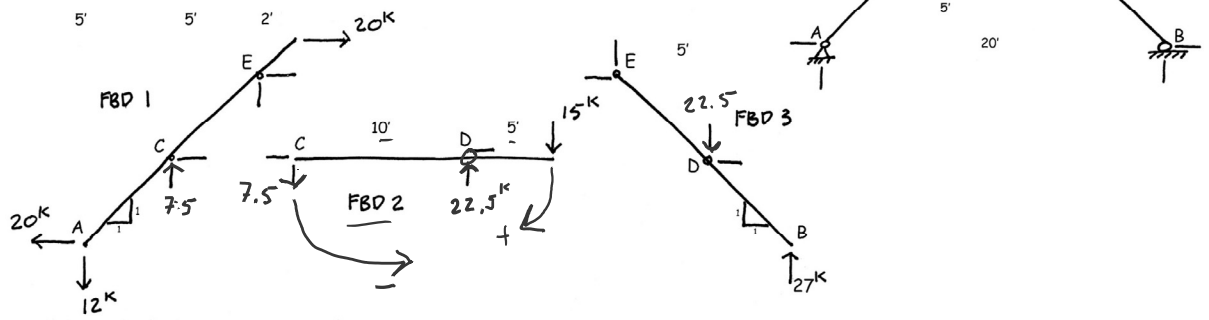 5' 5' 2'
20K
E
FBD 1
C
7.5
1
1
A
20K
12K
C 10' D 5'
15K
7.5
FBD 2
22.5K
+
−
E
5'
22.5
FBD 3
D
1
1
B
27K
5'
A
20'
B